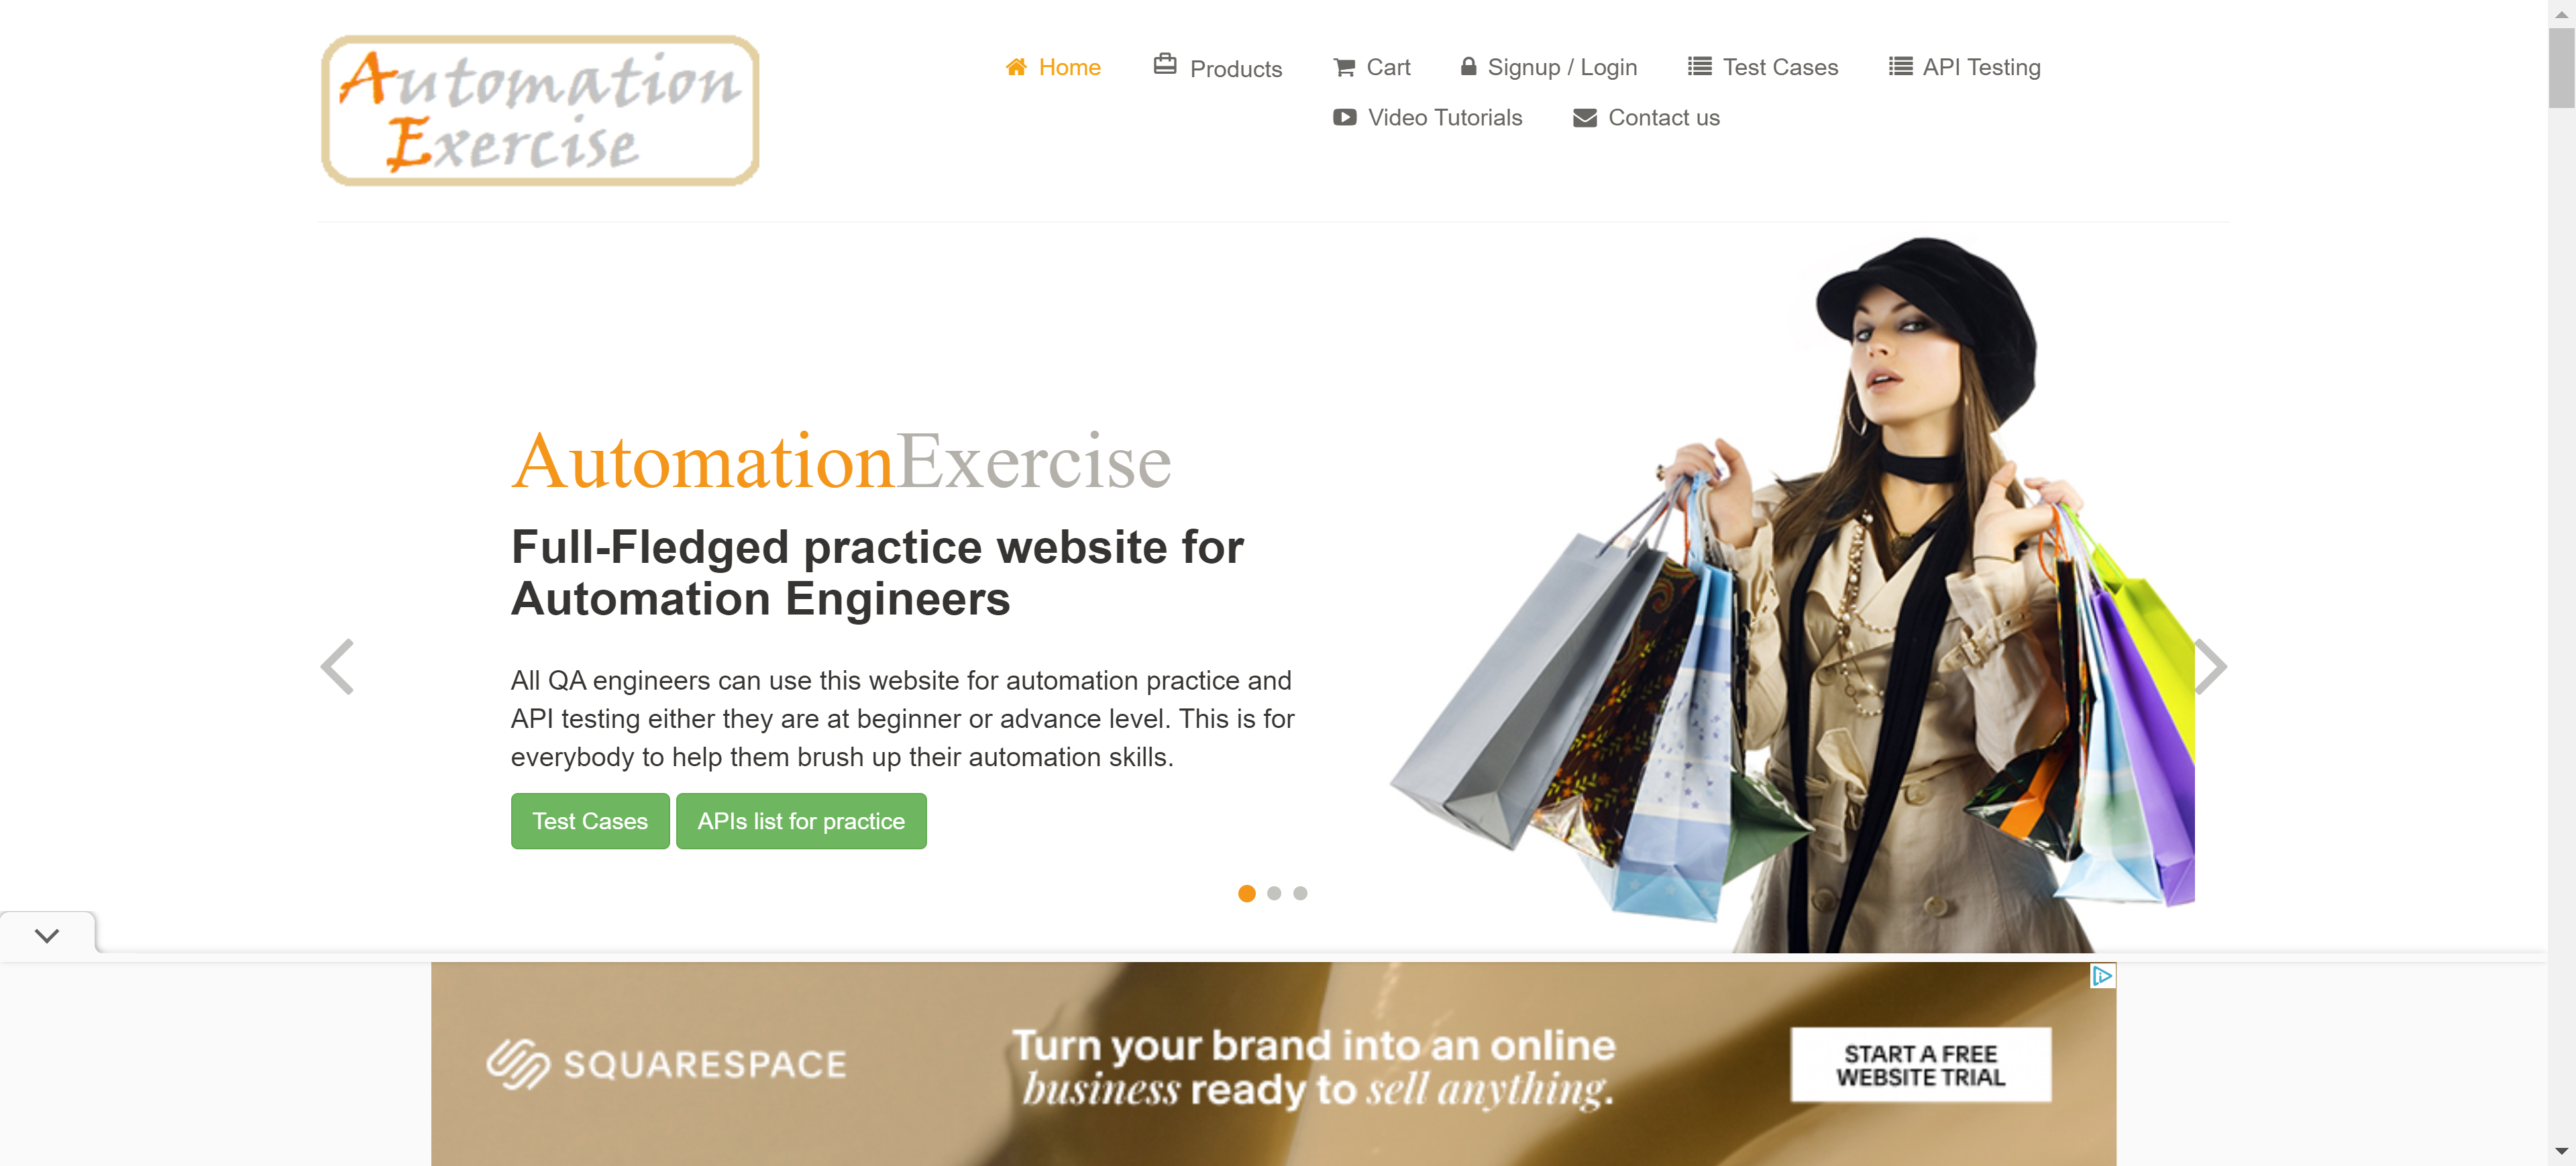 Automation
Exercise
Home
Products
Cart
Signup / Login
Test Cases
API Testing
Video Tutorials
Contact us
AutomationExercise
Full-Fledged practice website for
Automation Engineers
All QA engineers can use this website for automation practice and
API testing either they are at beginner or advance level. This is for
everybody to help them brush up their automation skills.
Test Cases
APIs list for practice
SQUARESPACE
Turn your brand into an online
business ready to sell anything.
START A FREE
WEBSITE TRIAL